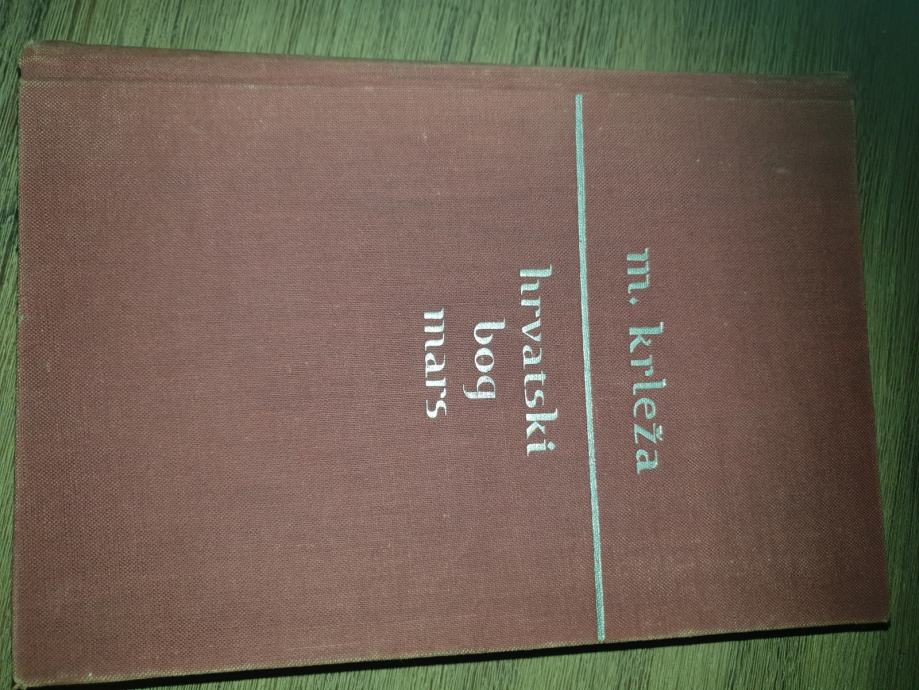 m. krleža
hrvatski
bog
mars